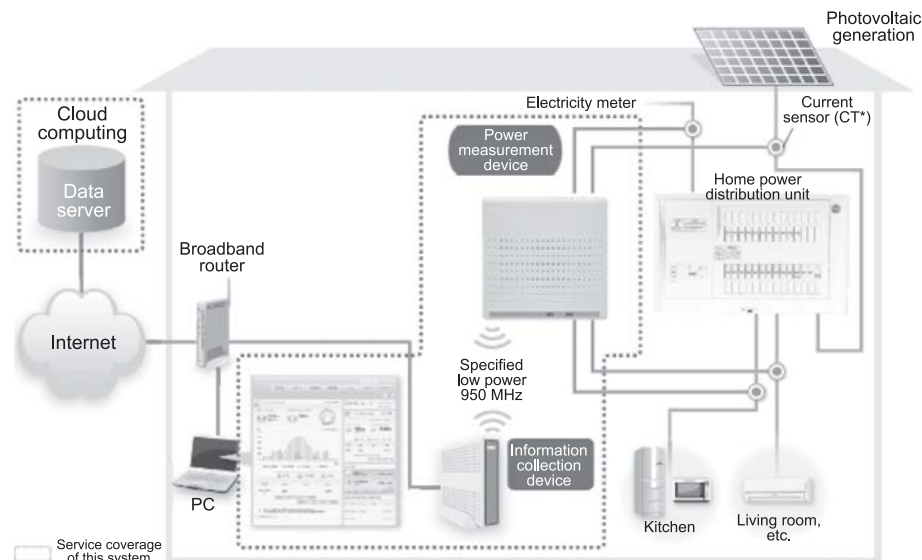 Photovoltaic
generation
Cloud
computing
Data
server
Electricity meter
Current
sensor (CT*)
Power
measurement
device
Home power
distribution unit
Broadband
router
Internet
Specified
low power
950 MHz
Information
collection
device
PC
Kitchen
Living room,
etc.
Service coverage
of this system